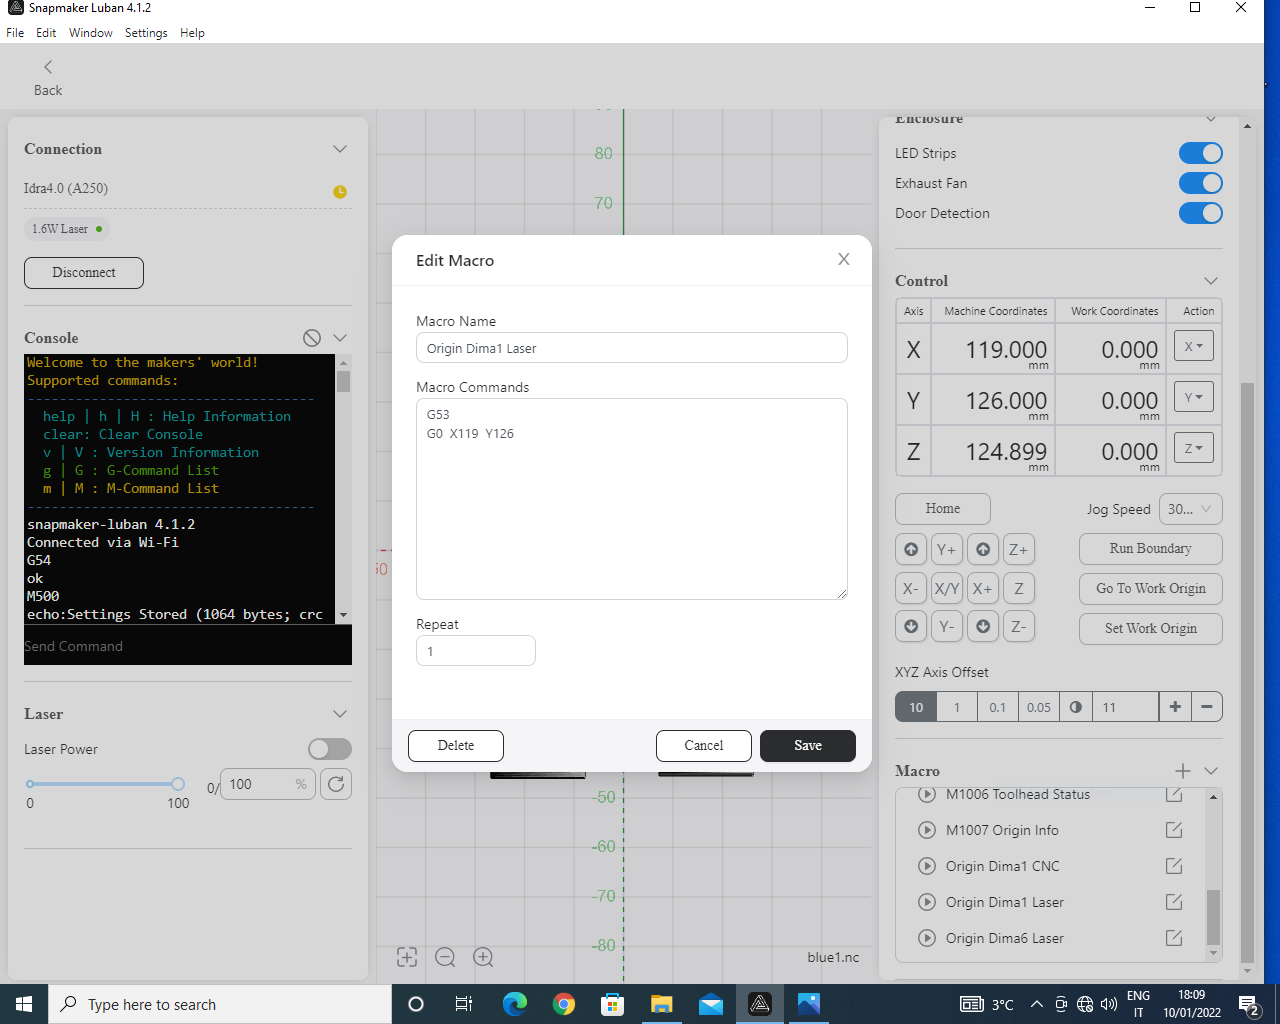 Snapmaker Luban 4.1.2
File Edit Window Settings Help
Back
Connection
Idra4.0 (A250)
1.6W Laser
Disconnect
Console
Welcome to the makers' world!
Supported commands:
------------------------------------
help | h | H : Help Information
clear: Clear Console
v | V : Version Information
g | G : G-Command List
m | M : M-Command List
------------------------------------
snapmaker-luban 4.1.2
Connected via Wi-Fi
G54
ok
M500
echo:Settings Stored (1064 bytes; crc
Send Command
Laser
Laser Power
0/ 100 %
0 100
80
70
-50
-60
-70
-80
blue1.nc
Edit Macro
X
Macro Name
Origin Dima1 Laser
Macro Commands
G53
G0 X119 Y126
Repeat
1
Delete Cancel Save
Enclosure
LED Strips
Exhaust Fan
Door Detection
Control
Axis Machine Coordinates Work Coordinates Action
X 119.000 mm 0.000 mm X
Y 126.000 mm 0.000 mm Y
Z 124.899 mm 0.000 mm Z
Home Jog Speed 30...
Y+ Z+ Run Boundary
X- X/Y X+ Z Go To Work Origin
Y- Z- Set Work Origin
XYZ Axis Offset
10 1 0.1 0.05 11 + −
Macro
M1006 Toolhead Status
M1007 Origin Info
Origin Dima1 CNC
Origin Dima1 Laser
Origin Dima6 Laser
Type here to search
3°C
ENG
IT
18:09
10/01/2022
2